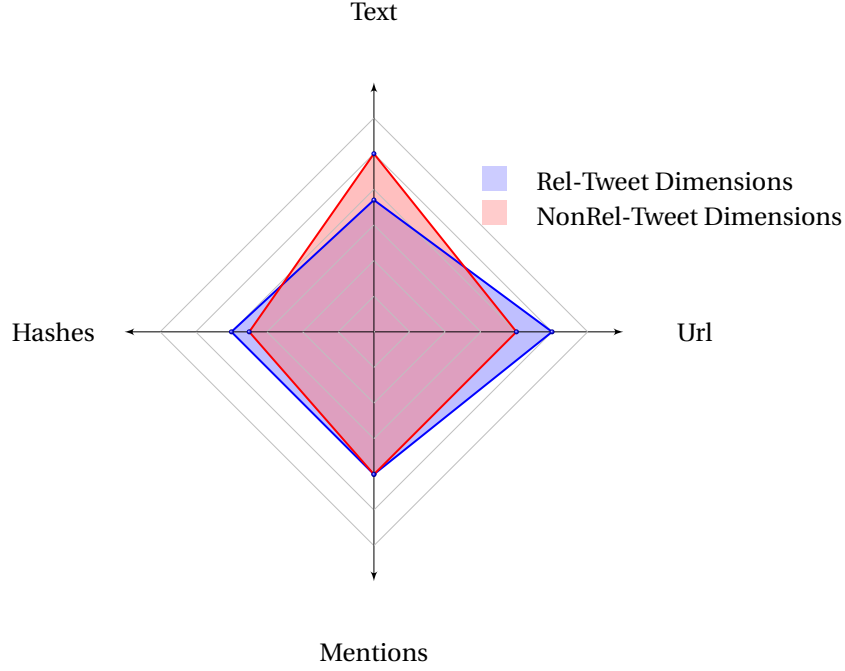 Text
Rel-Tweet Dimensions
NonRel-Tweet Dimensions
Hashes
Url
Mentions